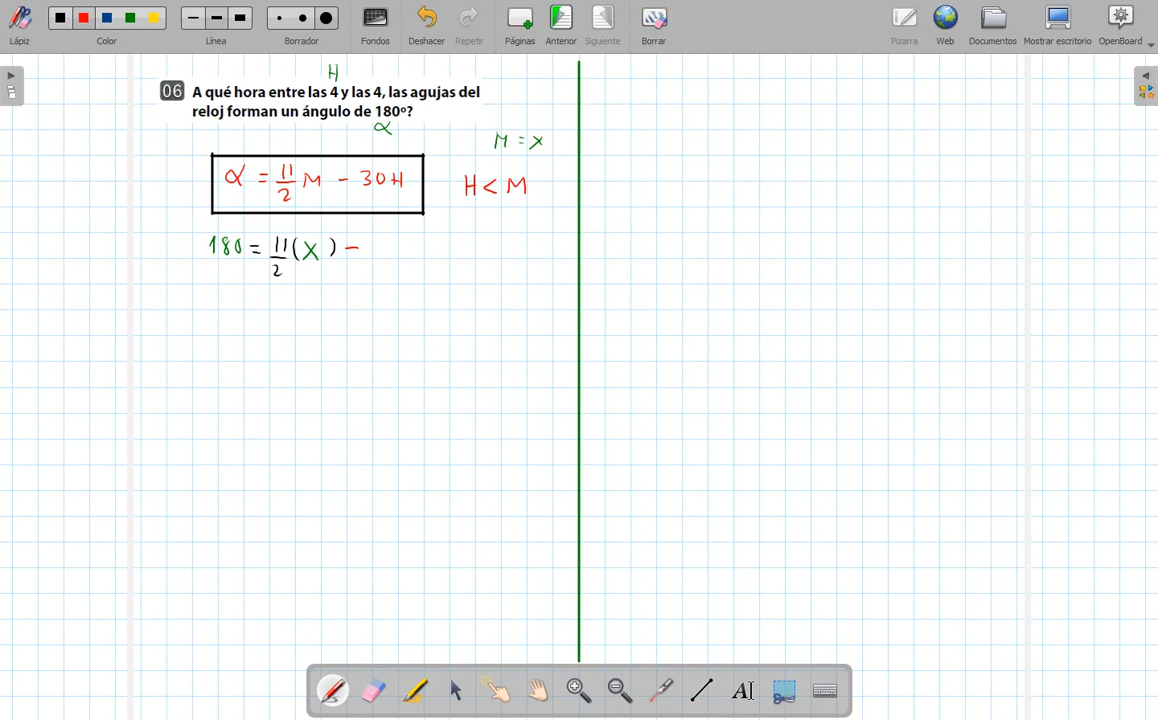 Lápiz Color Línea Borrador Fondos Deshacer Repetir Páginas Anterior Siguiente Borrar Pizarra Web Documentos Mostrar escritorio OpenBoard
H
06 A qué hora entre las 4 y las 4, las agujas del
reloj forman un ángulo de 180º?
α
M = x
α = 11/2 M - 30H
H < M
180 = 11/2 ( X ) -